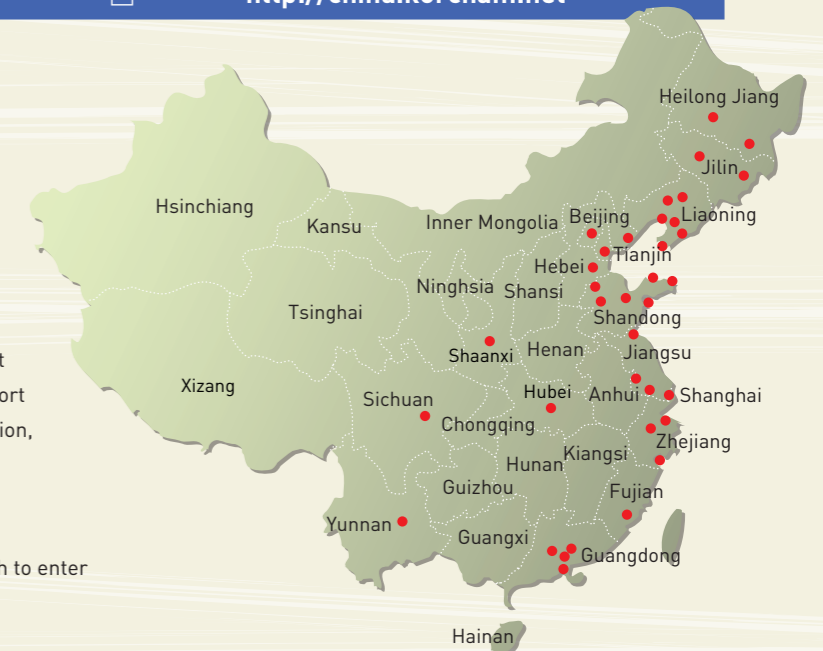 Heilong Jiang
Jilin
Hsinchiang
Kansu
Inner Mongolia
Beijing
Liaoning
Tianjin
Hebei
Ninghsia
Shansi
Tsinghai
Shandong
Shaanxi
Henan
Jiangsu
Xizang
Sichuan
Hubei
Anhui
Shanghai
Chongqing
Zhejiang
Kiangsi
Hunan
Guizhou
Fujian
Yunnan
Guangxi
Guangdong
Hainan
t
ort
ion,
h to enter